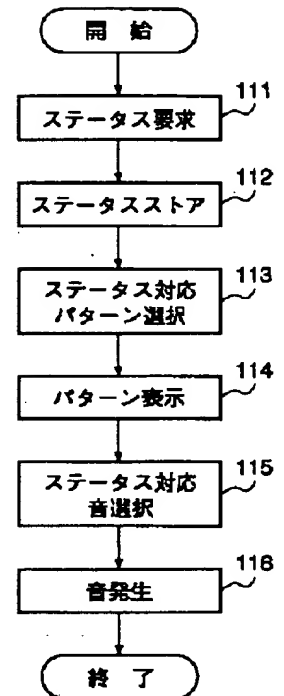 開 始
111
ステータス要求
112
ステータスストア
113
ステータス対応
パターン選択
114
パターン表示
115
ステータス対応
音選択
116
音発生
終 了